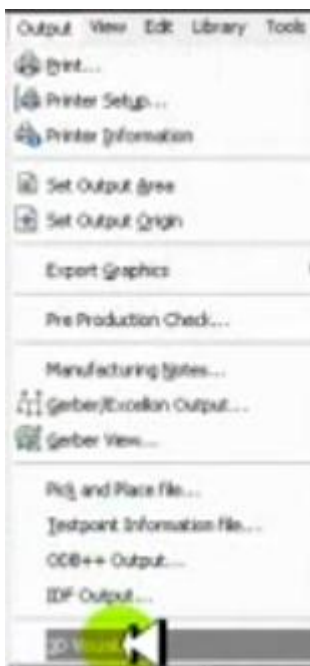 Output View Edit Library Tools
Print...
Printer Setup...
Printer Information
Set Output Area
Set Output Origin
Export Graphics
Pre Production Check...
Manufacturing Notes...
Gerber/Excellon Output...
Gerber View...
Pick and Place file...
Testpoint Information file...
ODB++ Output...
IDF Output...
3D